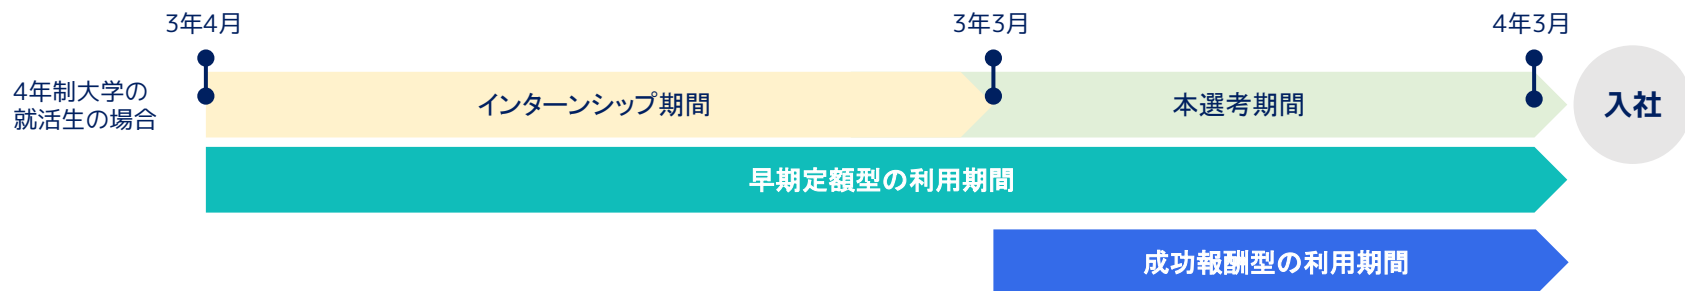 3年4月
3年3月
4年3月
4年制大学の
就活生の場合
インターンシップ期間
本選考期間
入社
早期定額型の利用期間
成功報酬型の利用期間